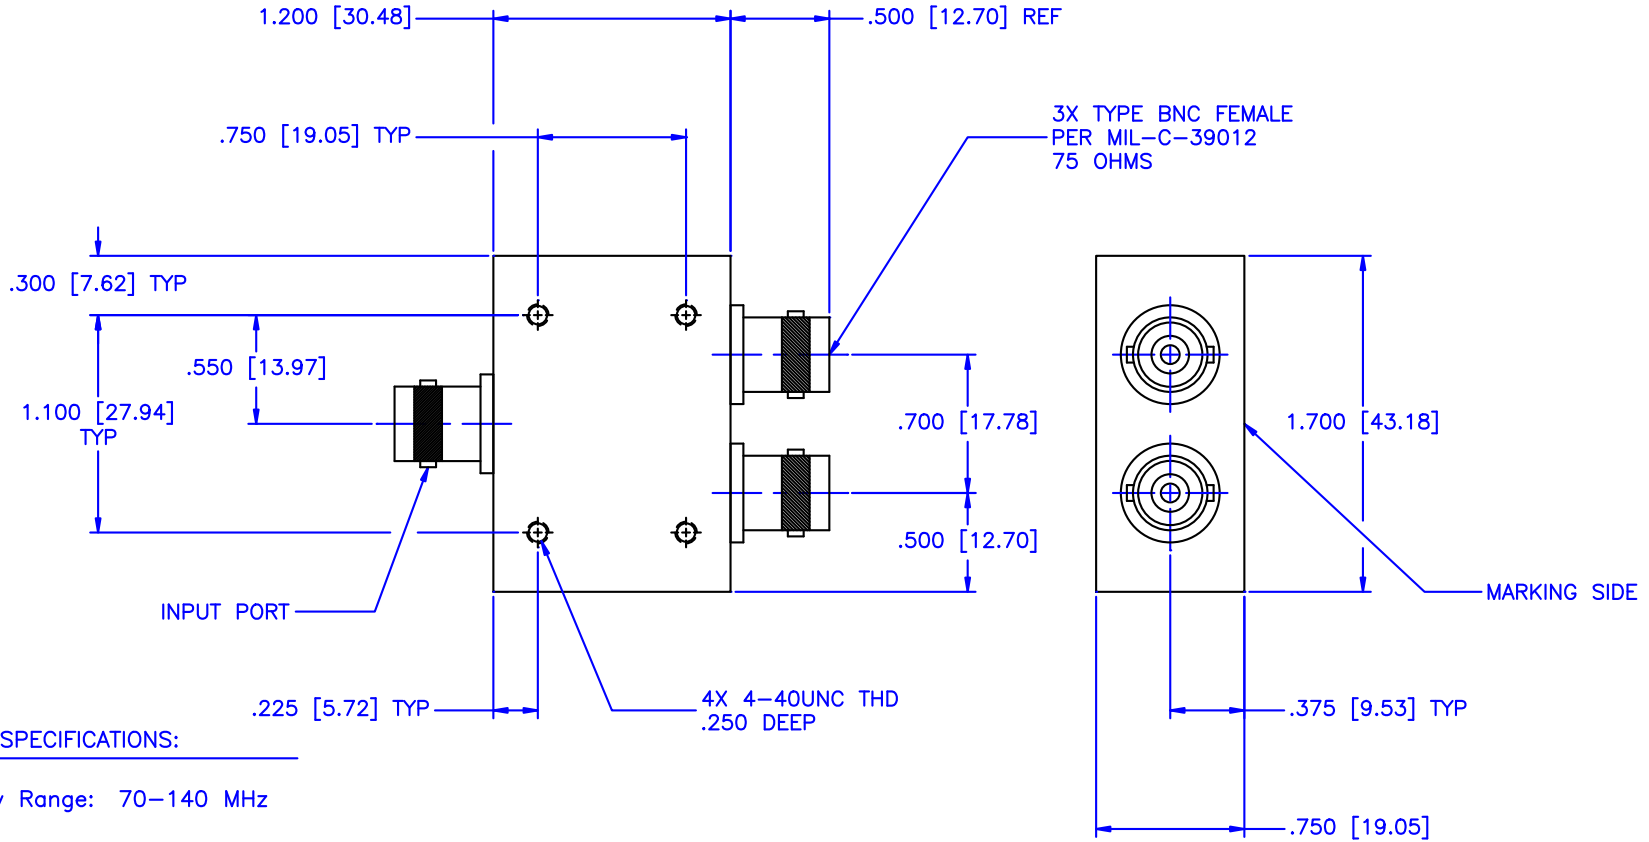 1.200 [30.48]
.500 [12.70] REF
3X TYPE BNC FEMALE
PER MIL-C-39012
75 OHMS
.750 [19.05] TYP
.300 [7.62] TYP
.550 [13.97]
1.100 [27.94]
TYP
.700 [17.78]
1.700 [43.18]
.500 [12.70]
INPUT PORT
MARKING SIDE
.225 [5.72] TYP
4X 4-40UNC THD
.250 DEEP
.375 [9.53] TYP
SPECIFICATIONS:
y Range: 70-140 MHz
.750 [19.05]